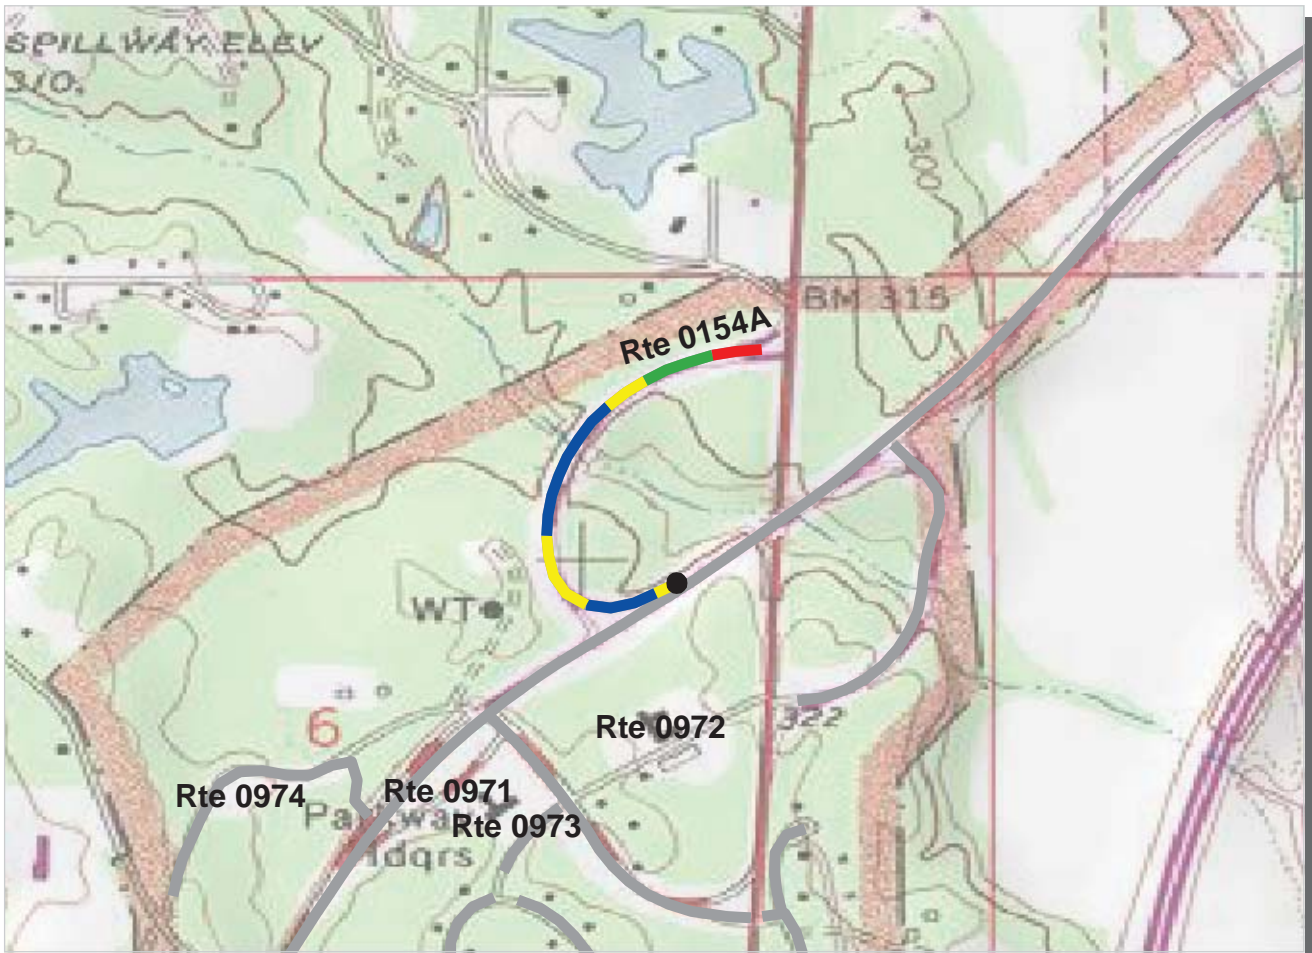 SPILLWAY ELEV
310.
300
BM 315
Rte 0154A
WT
6
Rte 0972
322
Rte 0974
Rte 0971
Rte 0973
Hdqrs